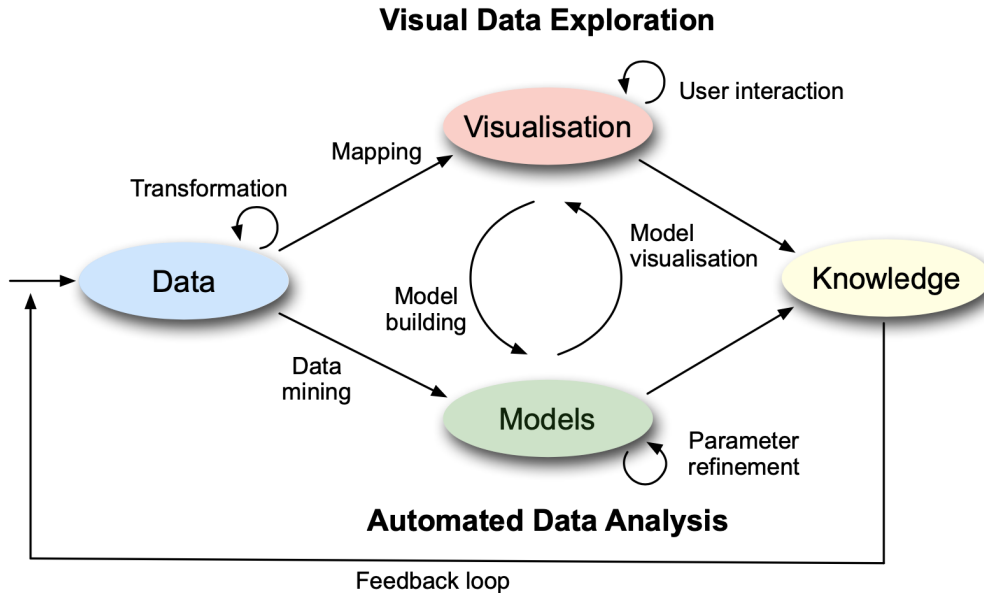 Visual Data Exploration
User interaction
Visualisation
Mapping
Transformation
Model
visualisation
Data
Knowledge
Model
building
Data
mining
Models
Parameter
refinement
Automated Data Analysis
Feedback loop